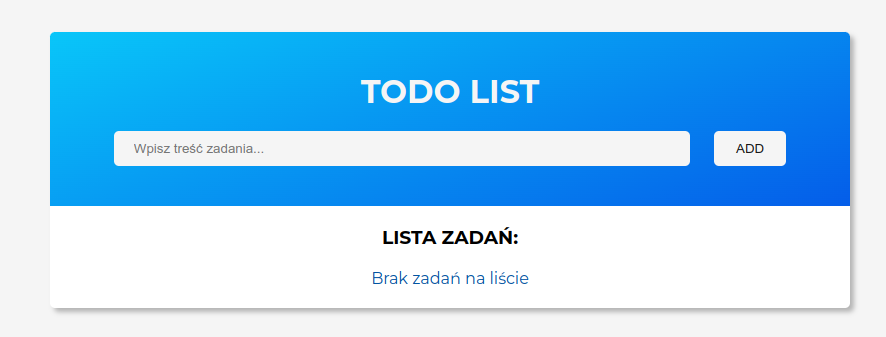 TODO LIST
Wpisz treść zadania...
ADD
LISTA ZADAŃ:
Brak zadań na liście